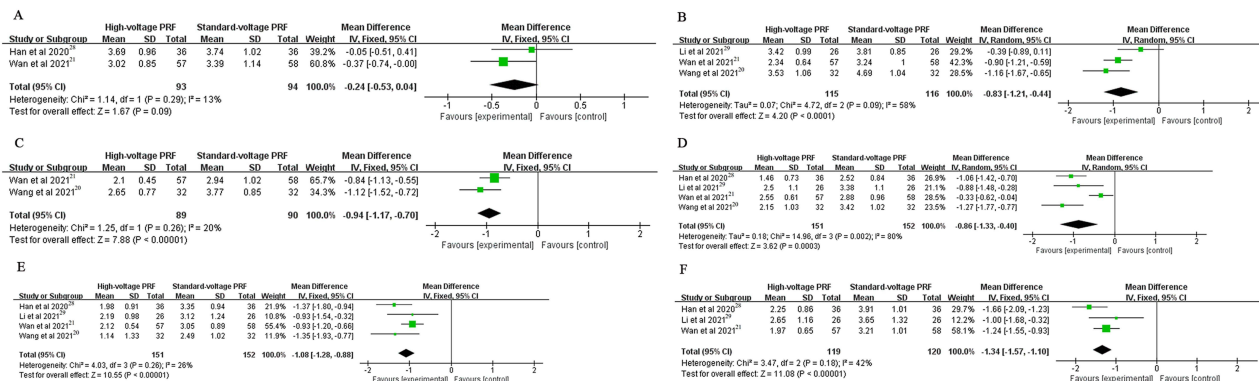 A
High-voltage PRF Standard-voltage PRF Mean Difference Mean Difference
Study or Subgroup Mean SD Total Mean SD Total Weight IV, Fixed, 95% CI IV, Fixed, 95% CI
Han et al 2020²⁸ 3.69 0.96 36 3.74 1.02 36 39.2% -0.05 [-0.51, 0.41]
Wan et al 2021²¹ 3.02 0.85 57 3.39 1.14 58 60.8% -0.37 [-0.74, -0.00]
Total (95% CI) 93 94 100.0% -0.24 [-0.53, 0.04]
Heterogeneity: Chi² = 1.14, df = 1 (P = 0.29); I² = 13%
Test for overall effect: Z = 1.67 (P = 0.09)
-1 -0.5 0 0.5 1
Favours [experimental] Favours [control]
B
High-voltage PRF Standard-voltage PRF Mean Difference Mean Difference
Study or Subgroup Mean SD Total Mean SD Total Weight IV, Random, 95% CI IV, Random, 95% CI
Li et al 2021²⁹ 3.42 0.99 26 3.81 0.85 26 29.2% -0.39 [-0.89, 0.11]
Wan et al 2021²¹ 2.34 0.64 57 3.24 1 58 42.3% -0.90 [-1.21, -0.59]
Wang et al 2021²⁰ 3.53 1.06 32 4.69 1.04 32 28.5% -1.16 [-1.67, -0.65]
Total (95% CI) 115 116 100.0% -0.83 [-1.21, -0.44]
Heterogeneity: Tau² = 0.07; Chi² = 4.72, df = 2 (P = 0.09); I² = 58%
Test for overall effect: Z = 4.20 (P < 0.0001)
-2 -1 0 1 2
Favours [experimental] Favours [control]
C
High-voltage PRF Standard-voltage PRF Mean Difference Mean Difference
Study or Subgroup Mean SD Total Mean SD Total Weight IV, Fixed, 95% CI IV, Fixed, 95% CI
Wan et al 2021²¹ 2.1 0.45 57 2.94 1.02 58 65.7% -0.84 [-1.13, -0.55]
Wang et al 2021²⁰ 2.65 0.77 32 3.77 0.85 32 34.3% -1.12 [-1.52, -0.72]
Total (95% CI) 89 90 100.0% -0.94 [-1.17, -0.70]
Heterogeneity: Chi² = 1.25, df = 1 (P = 0.26); I² = 20%
Test for overall effect: Z = 7.88 (P < 0.00001)
-2 -1 0 1 2
Favours [experimental] Favours [control]
D
High-voltage PRF Standard-voltage PRF Mean Difference Mean Difference
Study or Subgroup Mean SD Total Mean SD Total Weight IV, Random, 95% CI IV, Random, 95% CI
Han et al 2020²⁸ 1.46 0.73 36 2.52 0.84 36 26.9% -1.06 [-1.42, -0.70]
Li et al 2021²⁹ 2.5 1.1 26 3.38 1.1 26 21.1% -0.88 [-1.48, -0.28]
Wan et al 2021²¹ 2.55 0.61 57 2.88 0.96 58 28.5% -0.33 [-0.62, -0.04]
Wang et al 2021²⁰ 2.15 1.03 32 3.42 1.02 32 23.5% -1.27 [-1.77, -0.77]
Total (95% CI) 151 152 100.0% -0.86 [-1.33, -0.40]
Heterogeneity: Tau² = 0.18; Chi² = 14.96, df = 3 (P = 0.002); I² = 80%
Test for overall effect: Z = 3.62 (P = 0.0003)
-2 -1 0 1 2
Favours [experimental] Favours [control]
E
High-voltage PRF Standard-voltage PRF Mean Difference Mean Difference
Study or Subgroup Mean SD Total Mean SD Total Weight IV, Fixed, 95% CI IV, Fixed, 95% CI
Han et al 2020²⁸ 1.98 0.91 36 3.35 0.94 36 21.9% -1.37 [-1.80, -0.94]
Li et al 2021²⁹ 2.19 0.98 26 3.12 1.24 26 10.8% -0.93 [-1.54, -0.32]
Wan et al 2021²¹ 2.12 0.54 57 3.05 0.89 58 55.4% -0.93 [-1.20, -0.66]
Wang et al 2021²⁰ 1.14 1.33 32 2.49 1.02 32 11.9% -1.35 [-1.93, -0.77]
Total (95% CI) 151 152 100.0% -1.08 [-1.28, -0.88]
Heterogeneity: Chi² = 4.03, df = 3 (P = 0.26); I² = 26%
Test for overall effect: Z = 10.55 (P < 0.00001)
-2 -1 0 1 2
Favours [experimental] Favours [control]
F
High-voltage PRF Standard-voltage PRF Mean Difference Mean Difference
Study or Subgroup Mean SD Total Mean SD Total Weight IV, Fixed, 95% CI IV, Fixed, 95% CI
Han et al 2020²⁸ 2.25 0.86 36 3.91 1.01 36 29.1% -1.66 [-2.09, -1.23]
Li et al 2021²⁹ 2.65 1.16 26 3.65 1.32 26 11.9% -1.00 [-1.68, -0.32]
Wan et al 2021²¹ 1.97 0.65 57 3.21 1.01 58 58.1% -1.24 [-1.55, -0.93]
Total (95% CI) 119 120 100.0% -1.34 [-1.57, -1.10]
Heterogeneity: Chi² = 3.47, df = 2 (P = 0.18); I² = 42%
Test for overall effect: Z = 11.08 (P < 0.00001)
-2 -1 0 1 2
Favours [experimental] Favours [control]